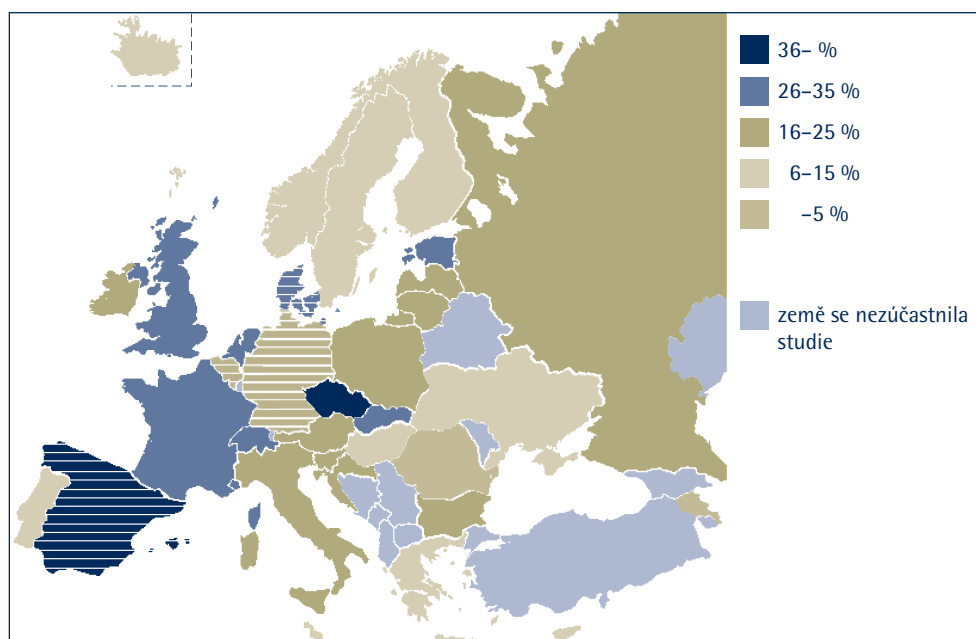 36– %
26–35 %
16–25 %
6–15 %
–5 %
země se nezúčastnila
studie